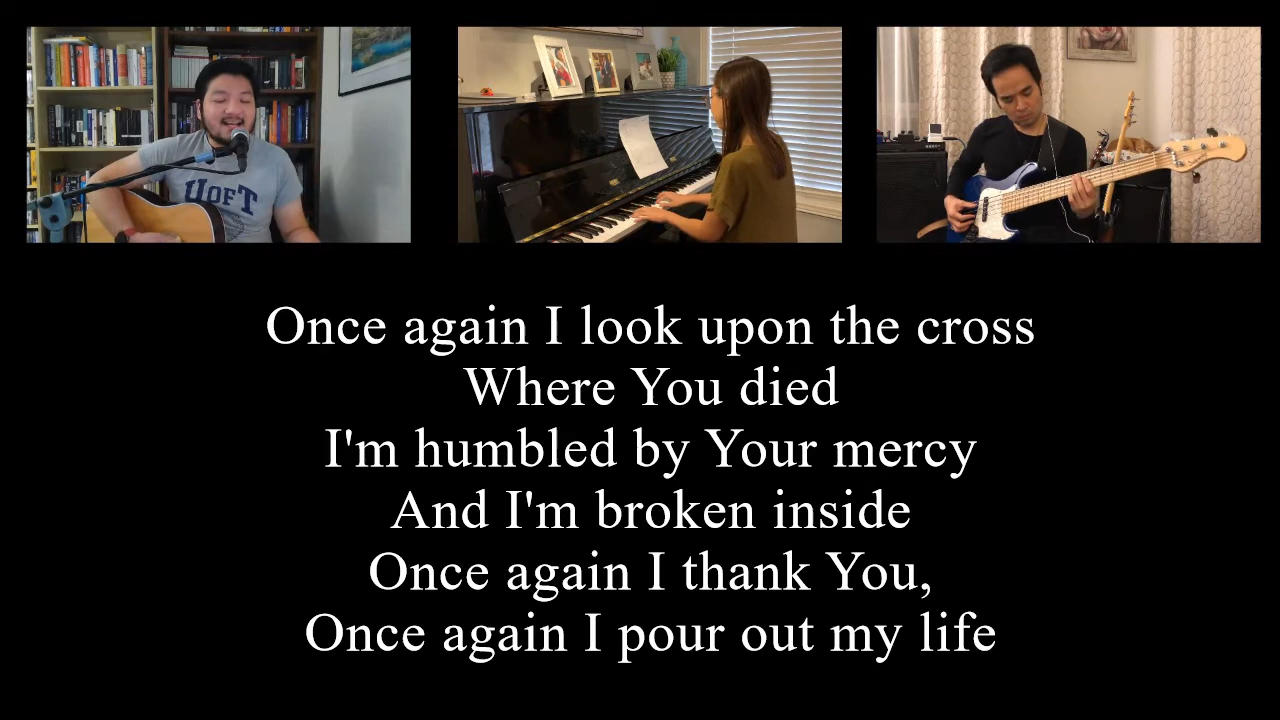 UOFT
Once again I look upon the cross
Where You died
I'm humbled by Your mercy
And I'm broken inside
Once again I thank You,
Once again I pour out my life